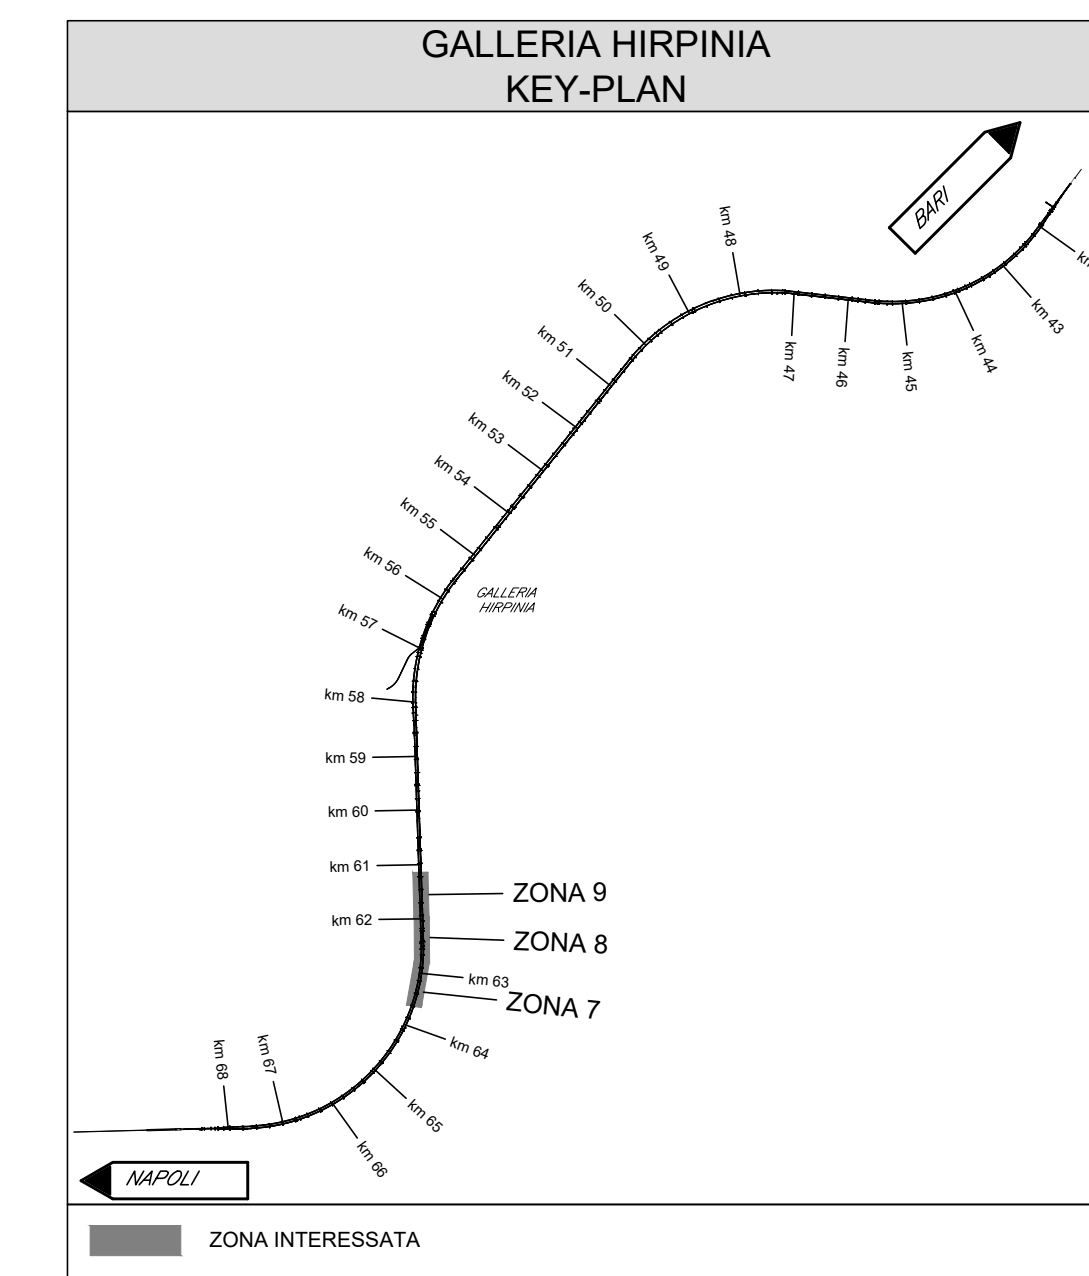 GALLERIA HIRPINIA
KEY-PLAN
BARI
km
km 43
km 44
km 45
km 46
km 47
km 48
km 49
km 50
km 51
km 52
km 53
km 54
km 55
km 56
GALLERIA
HIRPINIA
km 57
km 58
km 59
km 60
km 61
ZONA 9
km 62
ZONA 8
km 63
ZONA 7
km 64
km 65
km 66
km 67
km 68
NAPOLI
ZONA INTERESSATA